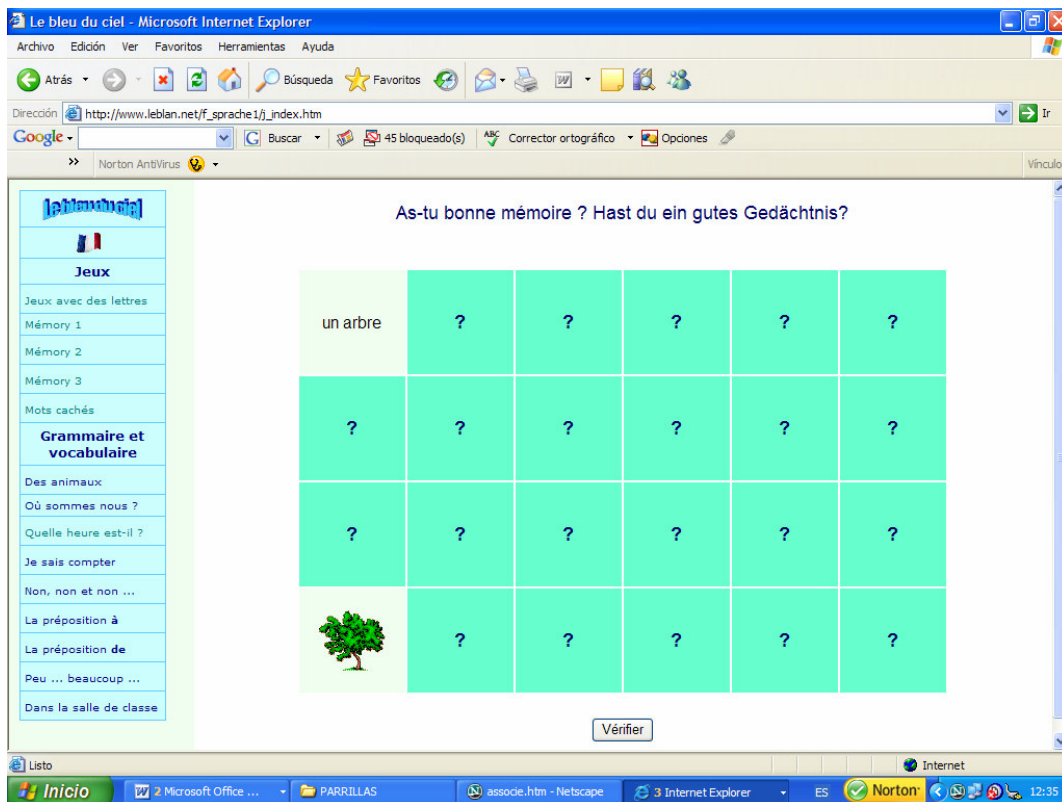 Le bleu du ciel - Microsoft Internet Explorer
Archivo Edición Ver Favoritos Herramientas Ayuda
Atrás Búsqueda Favoritos
Dirección http://www.leblan.net/f_sprache1/j_index.htm Ir
Google Buscar 45 bloqueado(s) ABC Corrector ortográfico Opciones
» Norton AntiVirus Vínculo
le bleu du ciel
Jeux
Jeux avec des lettres
Mémory 1
Mémory 2
Mémory 3
Mots cachés
Grammaire et
vocabulaire
Des animaux
Où sommes nous ?
Quelle heure est-il ?
Je sais compter
Non, non et non ...
La préposition à
La préposition de
Peu ... beaucoup ...
Dans la salle de classe
As-tu bonne mémoire ? Hast du ein gutes Gedächtnis?
un arbre ? ? ? ? ?
? ? ? ? ? ?
? ? ? ? ? ?
? ? ? ? ?
Vérifier
Listo Internet
Inicio 2 Microsoft Office ... PARRILLAS associe.htm - Netscape 3 Internet Explorer ES Norton 12:35